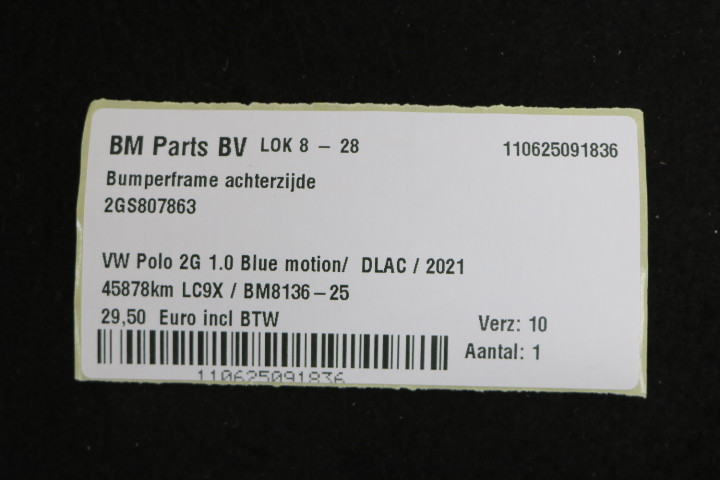 BM Parts BV LOK 8 - 28 110625091836
Bumperframe achterzijde
2GS807863
VW Polo 2G 1.0 Blue motion/ DLAC / 2021
45878km LC9X / BM8136-25
29,50 Euro incl BTW Verz: 10
Aantal: 1
110625091836